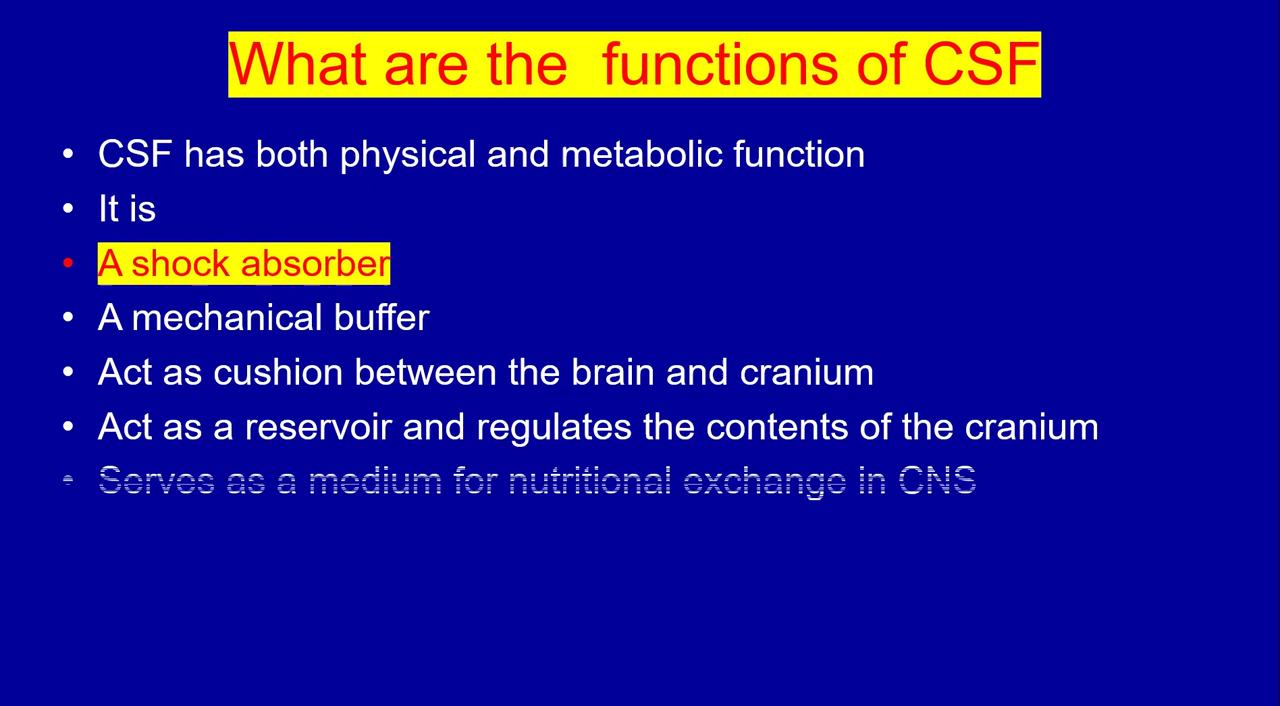 What are the  functions of CSF
• CSF has both physical and metabolic function
• It is
• A shock absorber
• A mechanical buffer
• Act as cushion between the brain and cranium
• Act as a reservoir and regulates the contents of the cranium
• Serves as a medium for nutritional exchange in CNS